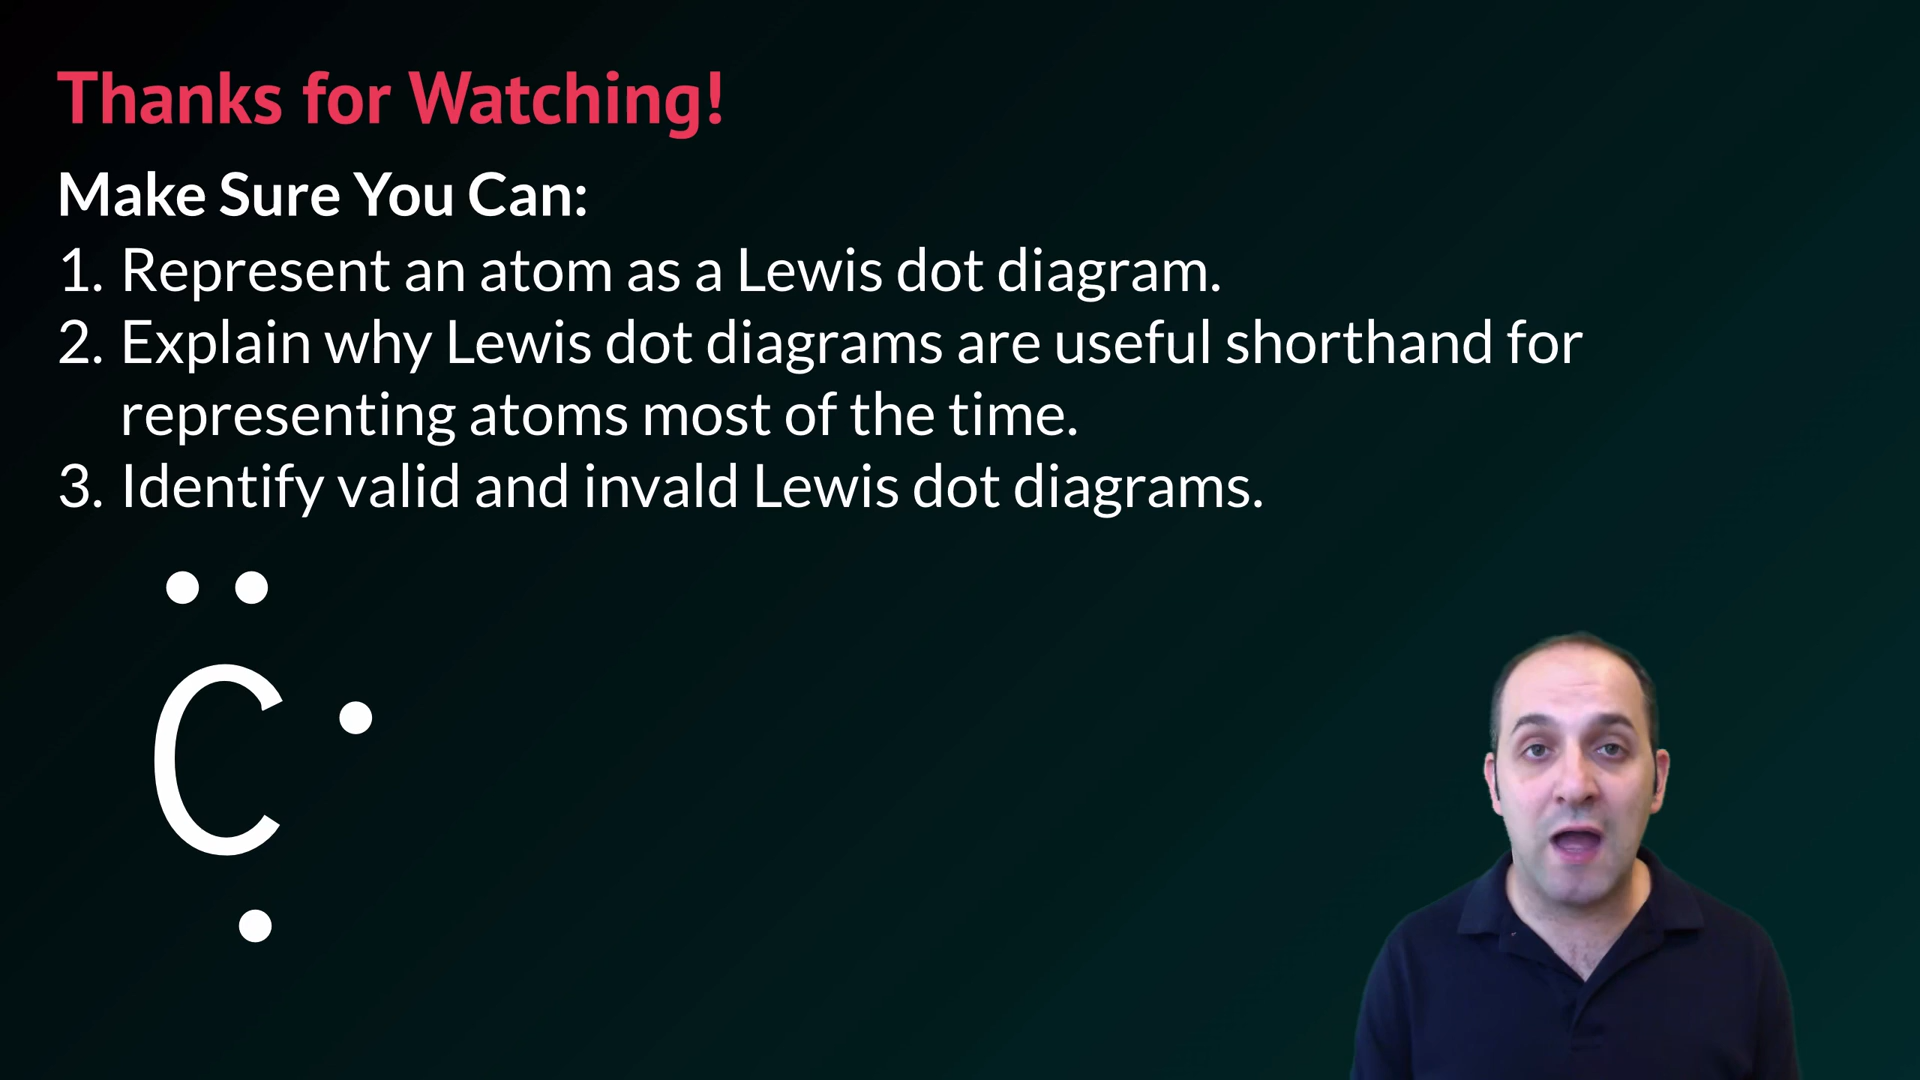 Thanks for Watching!
Make Sure You Can:
1. Represent an atom as a Lewis dot diagram.
2. Explain why Lewis dot diagrams are useful shorthand for
representing atoms most of the time.
3. Identify valid and invald Lewis dot diagrams.
C